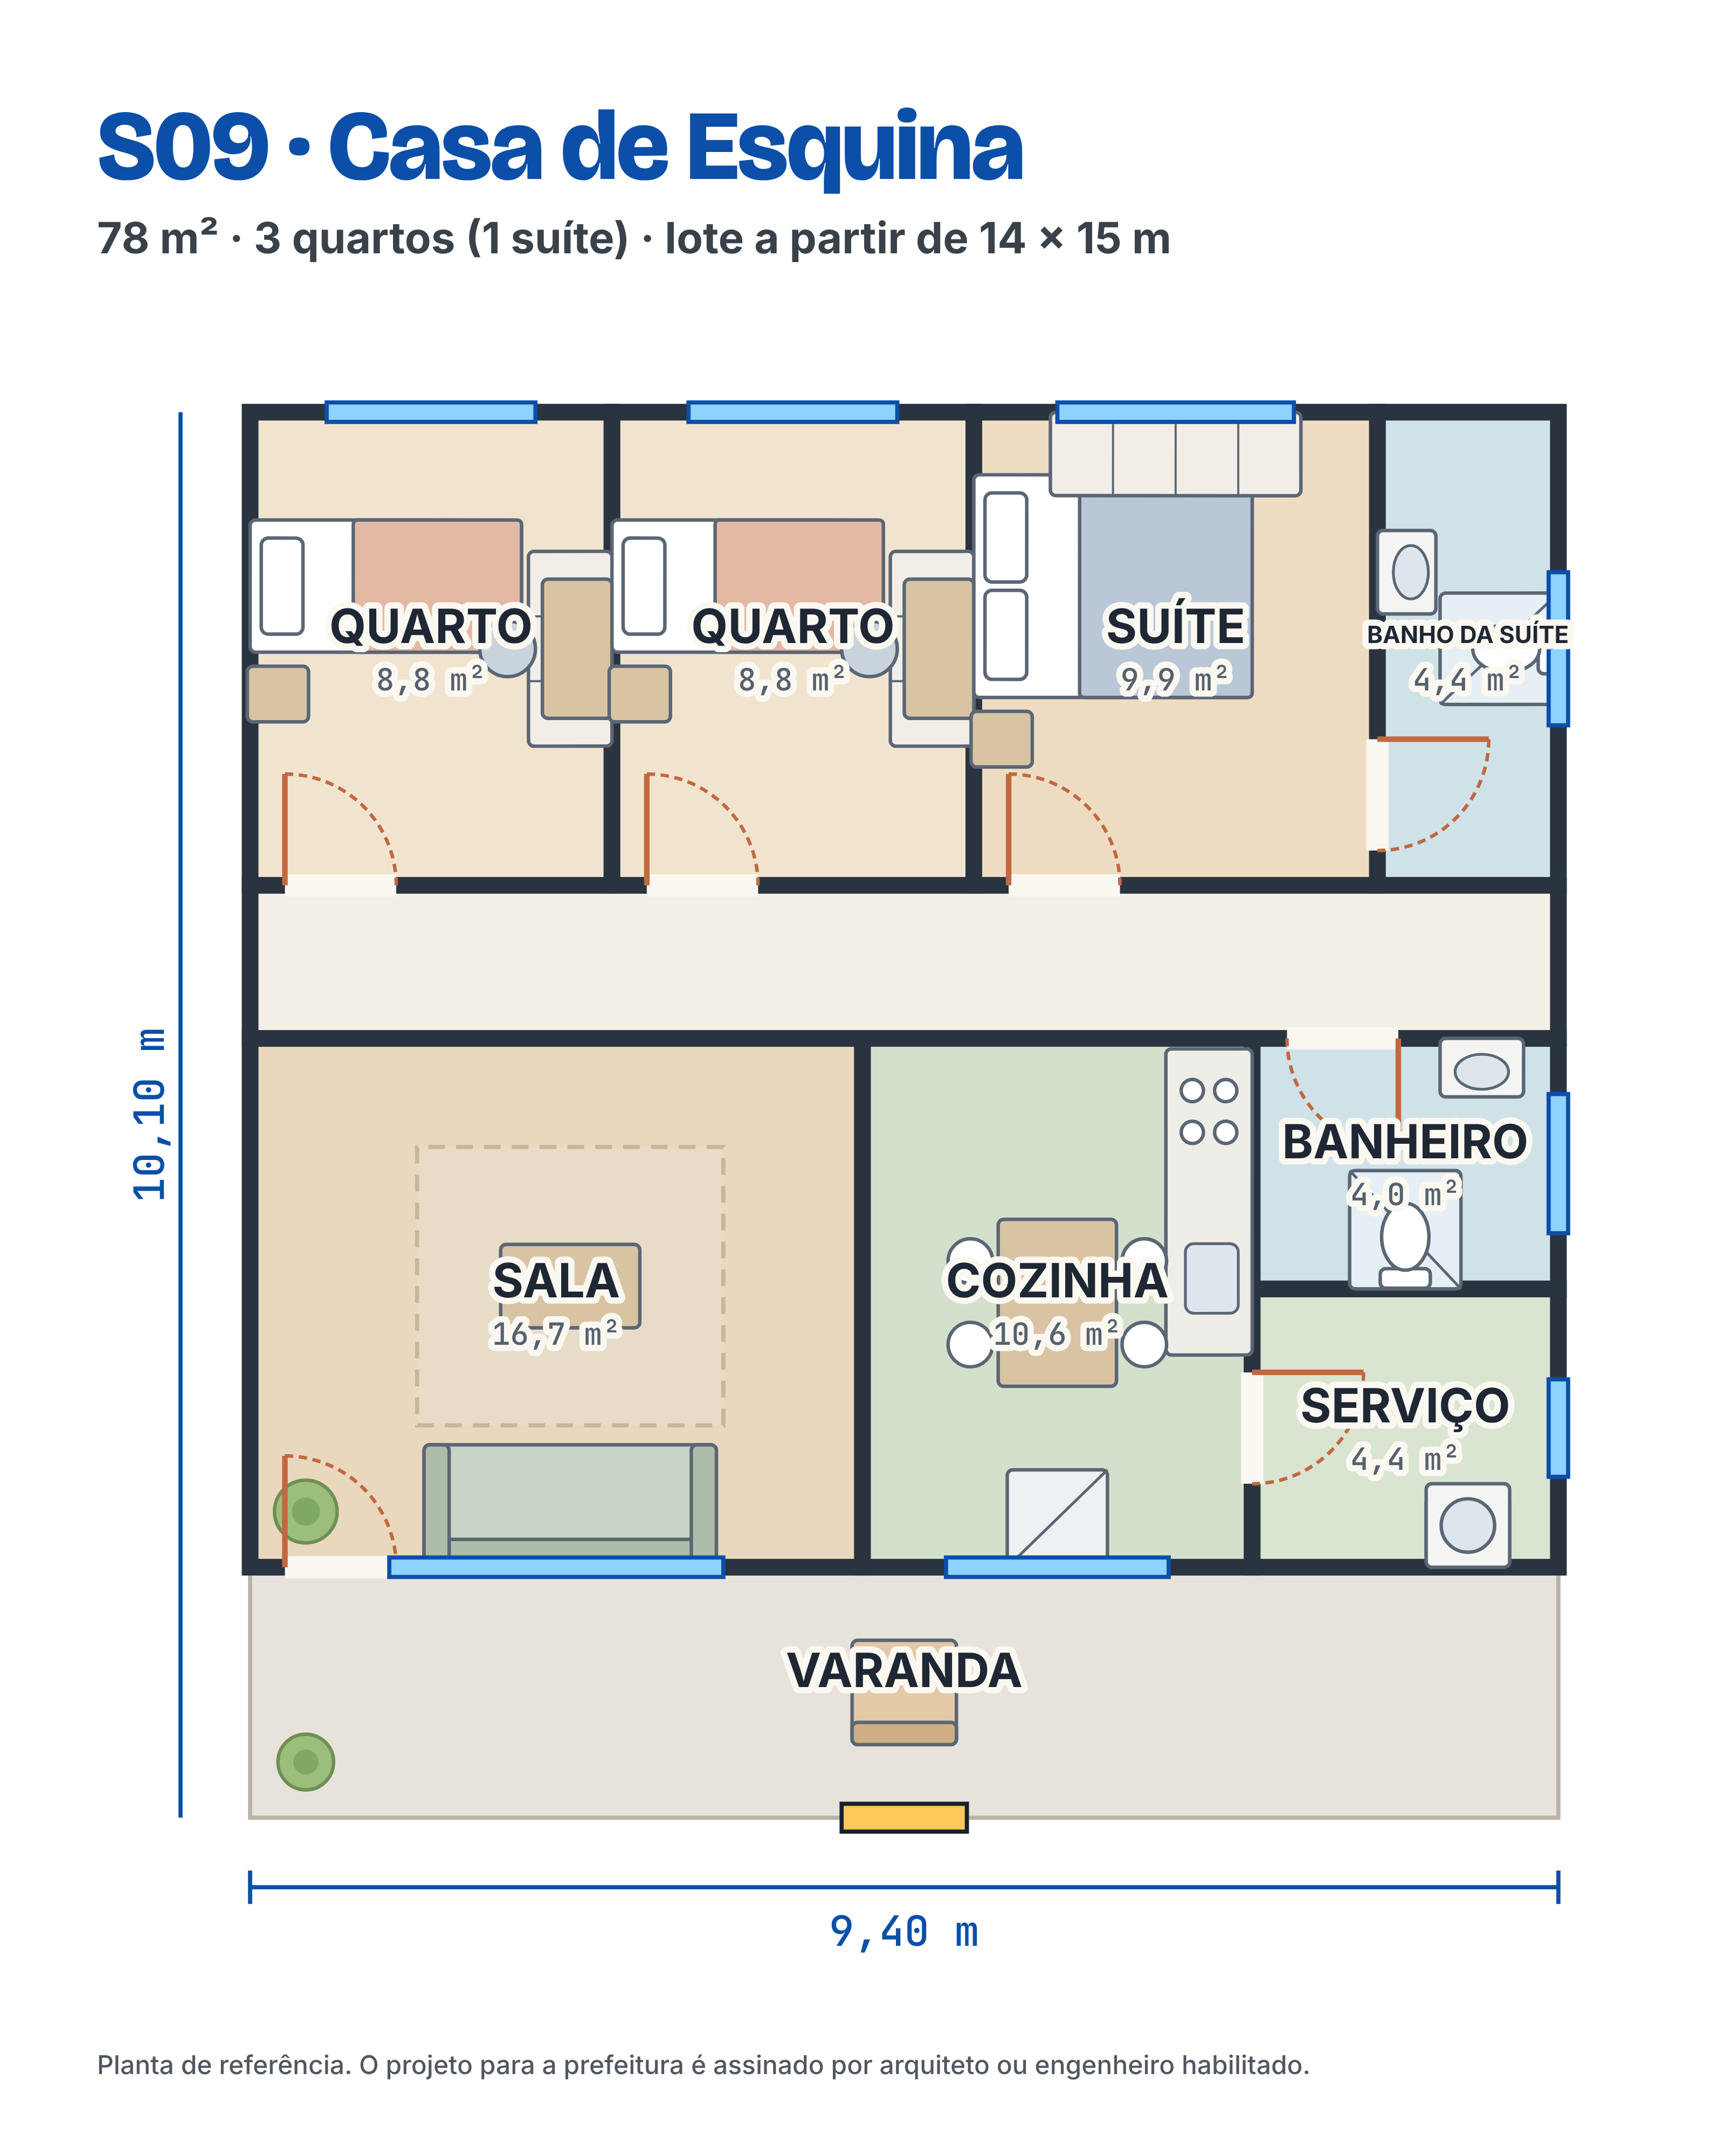 S09 · Casa de Esquina
78 m² · 3 quartos (1 suíte) · lote a partir de 14 × 15 m
QUARTO
8,8 m²
QUARTO
8,8 m²
SUÍTE
9,9 m²
BANHO DA SUÍTE
4,4 m²
10,10 m
BANHEIRO
4,0 m²
SALA
16,7 m²
COZINHA
10,6 m²
SERVIÇO
4,4 m²
VARANDA
9,40 m
Planta de referência. O projeto para a prefeitura é assinado por arquiteto ou engenheiro habilitado.